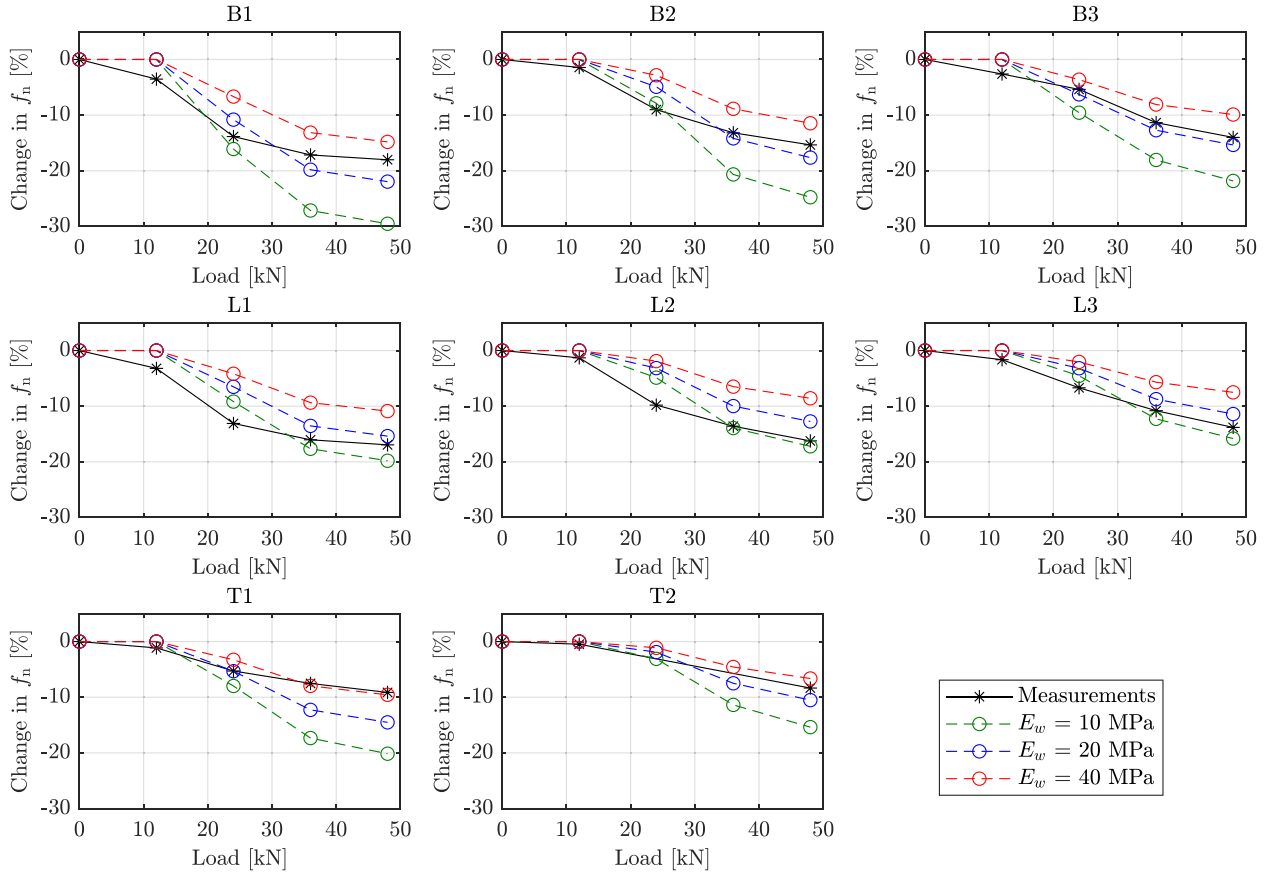 B1
B2
B3
0
-10
-20
-30
Change in fn [%]
0 10 20 30 40 50
Load [kN]
0
-10
-20
-30
Change in fn [%]
0 10 20 30 40 50
Load [kN]
0
-10
-20
-30
Change in fn [%]
0 10 20 30 40 50
Load [kN]
L1
L2
L3
0
-10
-20
-30
Change in fn [%]
0 10 20 30 40 50
Load [kN]
0
-10
-20
-30
Change in fn [%]
0 10 20 30 40 50
Load [kN]
0
-10
-20
-30
Change in fn [%]
0 10 20 30 40 50
Load [kN]
T1
T2
0
-10
-20
-30
Change in fn [%]
0 10 20 30 40 50
Load [kN]
0
-10
-20
-30
Change in fn [%]
0 10 20 30 40 50
Load [kN]
Measurements
Ew = 10 MPa
Ew = 20 MPa
Ew = 40 MPa